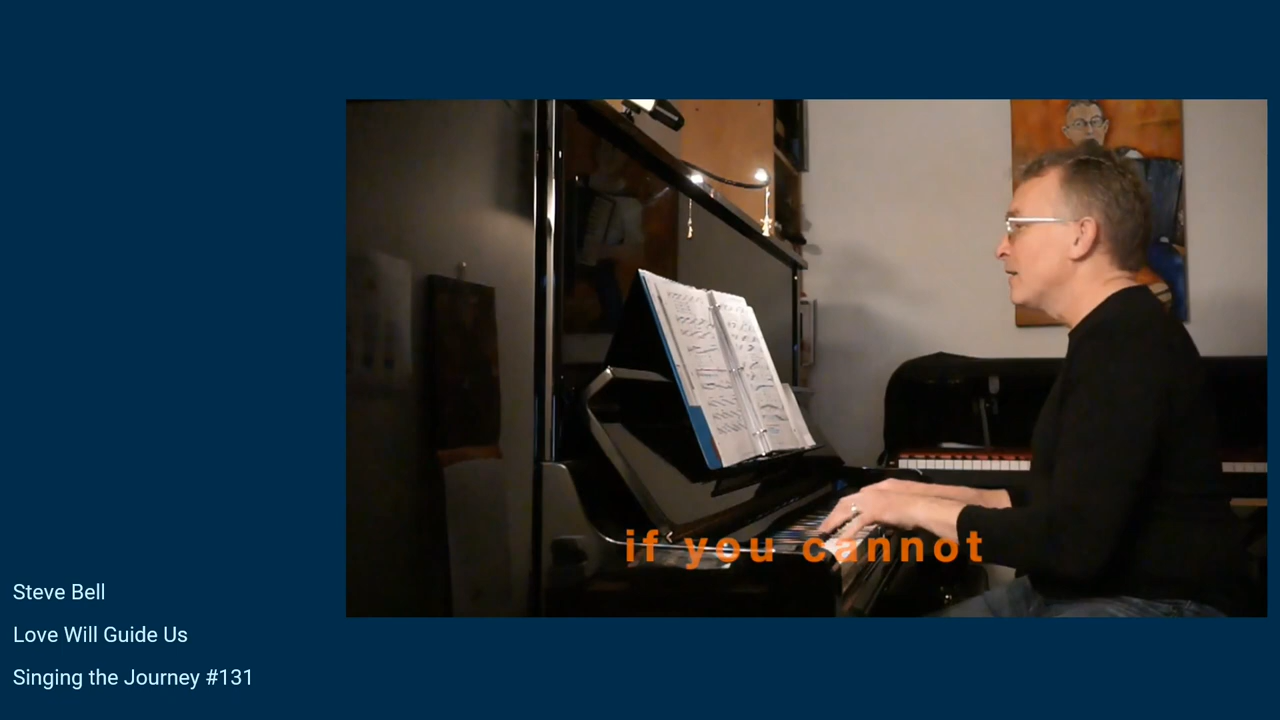 if you cannot
Steve Bell
Love Will Guide Us
Singing the Journey #131